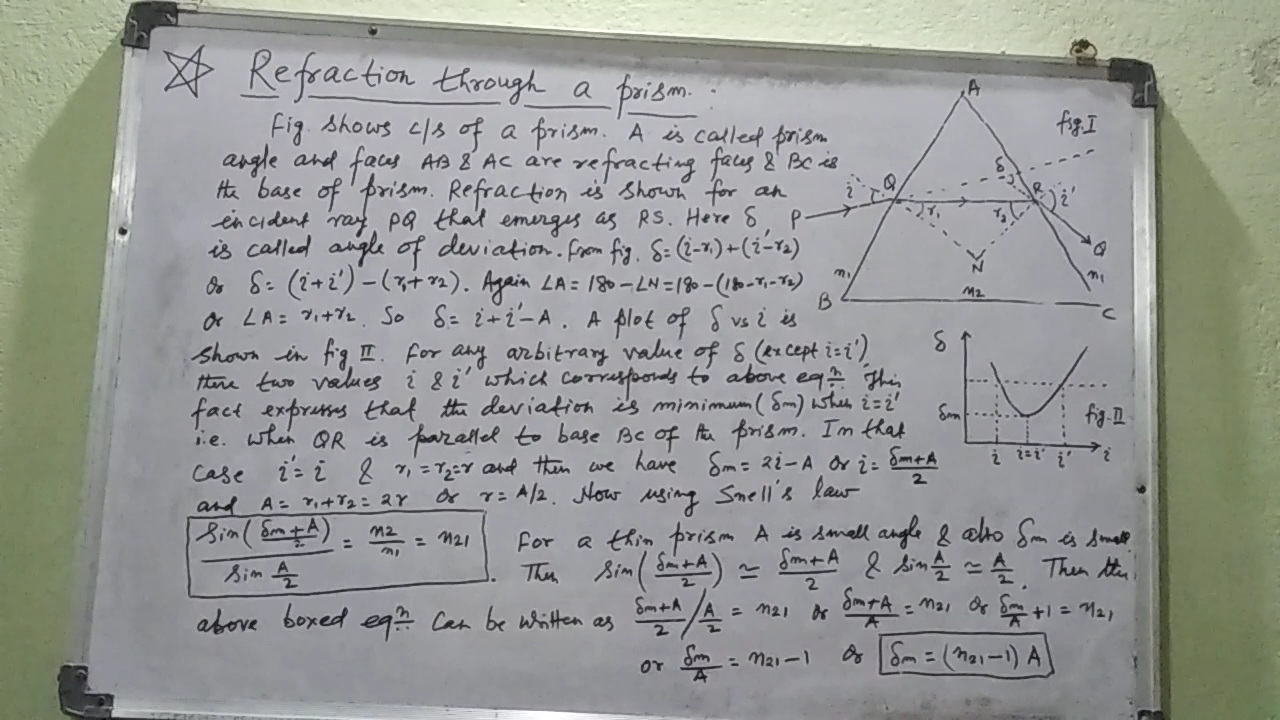 Refraction through a prism.
Fig. shows c/s of a prism. A is called prism
angle and faces AB & AC are refracting faces & BC is
the base of prism. Refraction is shown for an
incident ray PQ that emerges as RS. Here δ
is called angle of deviation. From fig. δ= (i-r₁)+(i'-r₂)
Or δ= (i+i') -(r₁+r₂). Again ∠A= 180-∠N=180-(180-r₁-r₂)
Or ∠A= r₁+r₂. So δ= i+i'-A. A plot of δ vs i is
shown in fig II. For any arbitrary value of δ (except i=i')
there two values i & i' which corresponds to above eqn. This
fact expresses that the deviation is minimum (δm) when i=i'
i.e. when QR is parallel to base BC of the prism. In that
case i'=i & r₁=r₂=r and then we have δm= 2i-A Or i= (δm+A)/2
and A= r₁+r₂= 2r Or r= A/2. Now using Snell's law
sin((δm+A)/2) / sin(A/2) = n₂/n₁ = n₂₁
For a thin prism A is small angle & also δm is small.
Then sin((δm+A)/2) ≃ (δm+A)/2 & sin A/2 ≃ A/2. Then the
above boxed eqn can be written as (δm+A)/2 / A/2 = n₂₁ Or (δm+A)/A = n₂₁ Or δm/A +1 = n₂₁
or δm/A = n₂₁-1 Or δm = (n₂₁-1) A
A
fig.I
δ
i
Q
R
i'
P
r₁
r₂
Q
N
n₁
n₁
B
n₂
C
δ
δm
fig-II
i
i=i'
i'
i